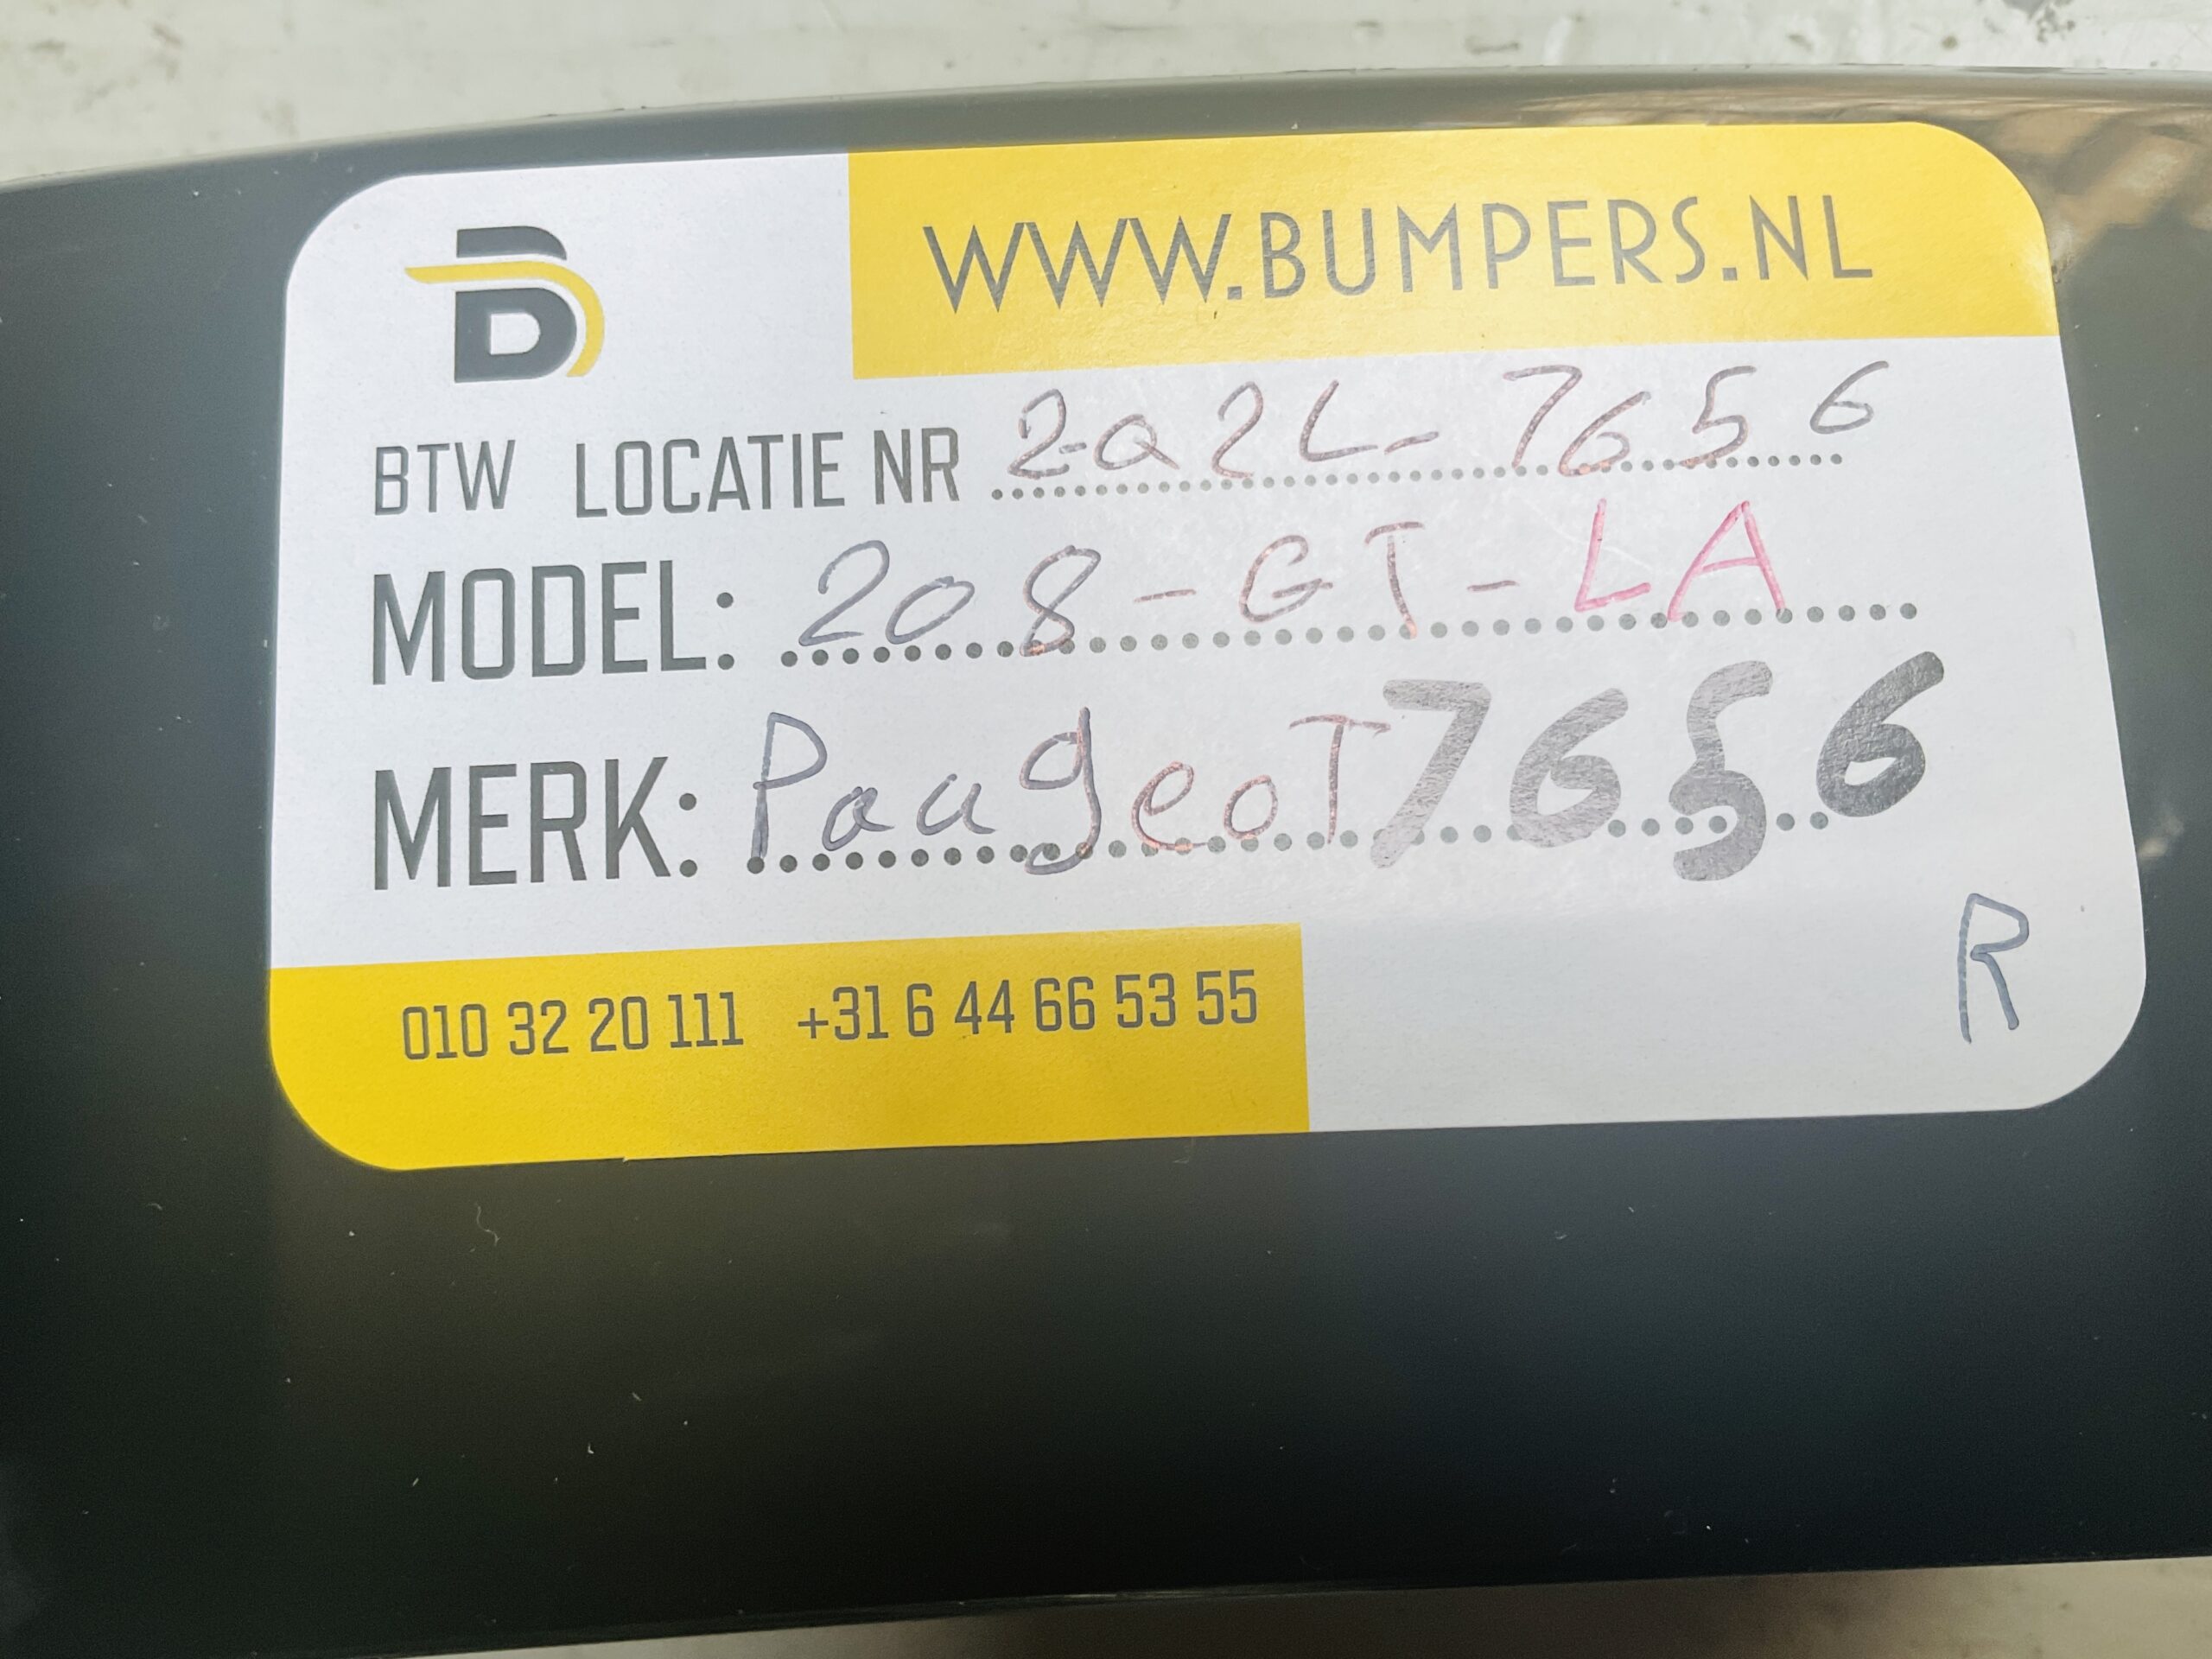 B
WWW.BUMPERS.NL
BTW LOCATIE NR 2-Q2L-7656
MODEL: 208-GT-LA
MERK: PaugeoT 7656
R
010 32 20 111 +31 6 44 66 53 55